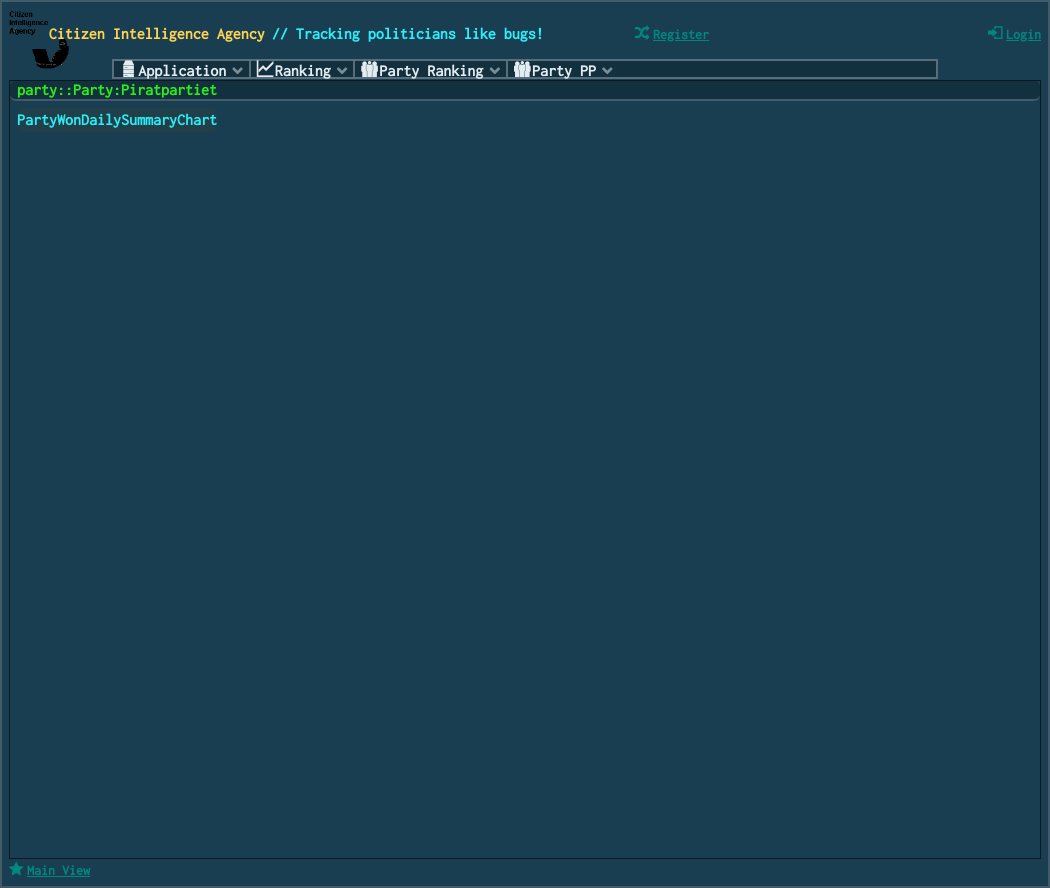 Citizen
Intelligence
Agency
Citizen Intelligence Agency // Tracking politicians like bugs!
Register
Login
Application
Ranking
Party Ranking
Party PP
party::Party:Piratpartiet
PartyWonDailySummaryChart
Main View